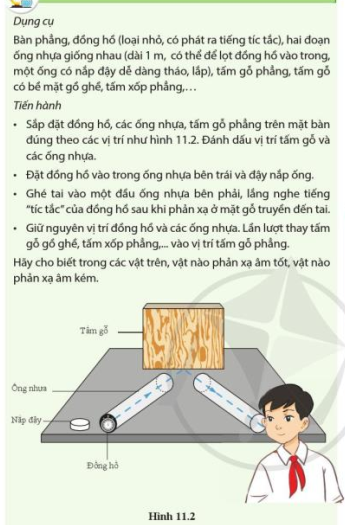 Dụng cụ
Bàn phẳng, đồng hồ (loại nhỏ, có phát ra tiếng tíc tắc), hai đoạn
ống nhựa giống nhau (dài 1 m, có thể để lọt đồng hồ vào trong,
một ống có nắp đậy dễ dàng tháo, lắp), tấm gỗ phẳng, tấm gỗ
có bề mặt gồ ghề, tấm xốp phẳng,…
Tiến hành
• Sắp đặt đồng hồ, các ống nhựa, tấm gỗ phẳng trên mặt bàn
đúng theo các vị trí như hình 11.2. Đánh dấu vị trí tấm gỗ và
các ống nhựa.
• Đặt đồng hồ vào trong ống nhựa bên trái và đậy nắp ống.
• Ghé tai vào một đầu ống nhựa bên phải, lắng nghe tiếng
“tíc tắc” của đồng hồ sau khi phản xạ ở mặt gỗ truyền đến tai.
• Giữ nguyên vị trí đồng hồ và các ống nhựa. Lần lượt thay tấm
gỗ gồ ghề, tấm xốp phẳng,... vào vị trí tấm gỗ phẳng.
Hãy cho biết trong các vật trên, vật nào phản xạ âm tốt, vật nào
phản xạ âm kém.
Tấm gỗ
Ống nhựa
Nắp đậy
Đồng hồ
Hình 11.2